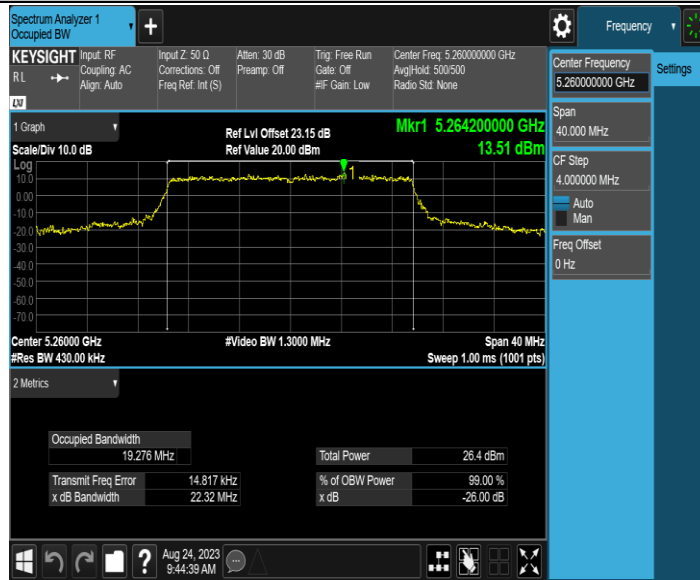 Spectrum Analyzer 1
Occupied BW
+
Frequency
KEYSIGHT
RL
LXI
Input: RF
Coupling: AC
Align: Auto
Input Z: 50 Ω
Corrections: Off
Freq Ref: Int (S)
Atten: 30 dB
Preamp: Off
Trig: Free Run
Gate: Off
#IF Gain: Low
Center Freq: 5.260000000 GHz
Avg|Hold: 500/500
Radio Std: None
Center Frequency
5.260000000 GHz
Settings
Span
40.000 MHz
CF Step
4.000000 MHz
Auto
Man
Freq Offset
0 Hz
1 Graph
Scale/Div 10.0 dB
Ref Lvl Offset 23.15 dB
Ref Value 20.00 dBm
Mkr1 5.264200000 GHz
13.51 dBm
Log
10.0
0.00
-10.0
-20.0
-30.0
-40.0
-50.0
-60.0
-70.0
1
Center 5.26000 GHz
#Res BW 430.00 kHz
#Video BW 1.3000 MHz
Span 40 MHz
Sweep 1.00 ms (1001 pts)
2 Metrics
Occupied Bandwidth
19.276 MHz
Total Power 26.4 dBm
Transmit Freq Error 14.817 kHz
% of OBW Power 99.00 %
x dB Bandwidth 22.32 MHz
x dB -26.00 dB
?
Aug 24, 2023
9:44:39 AM